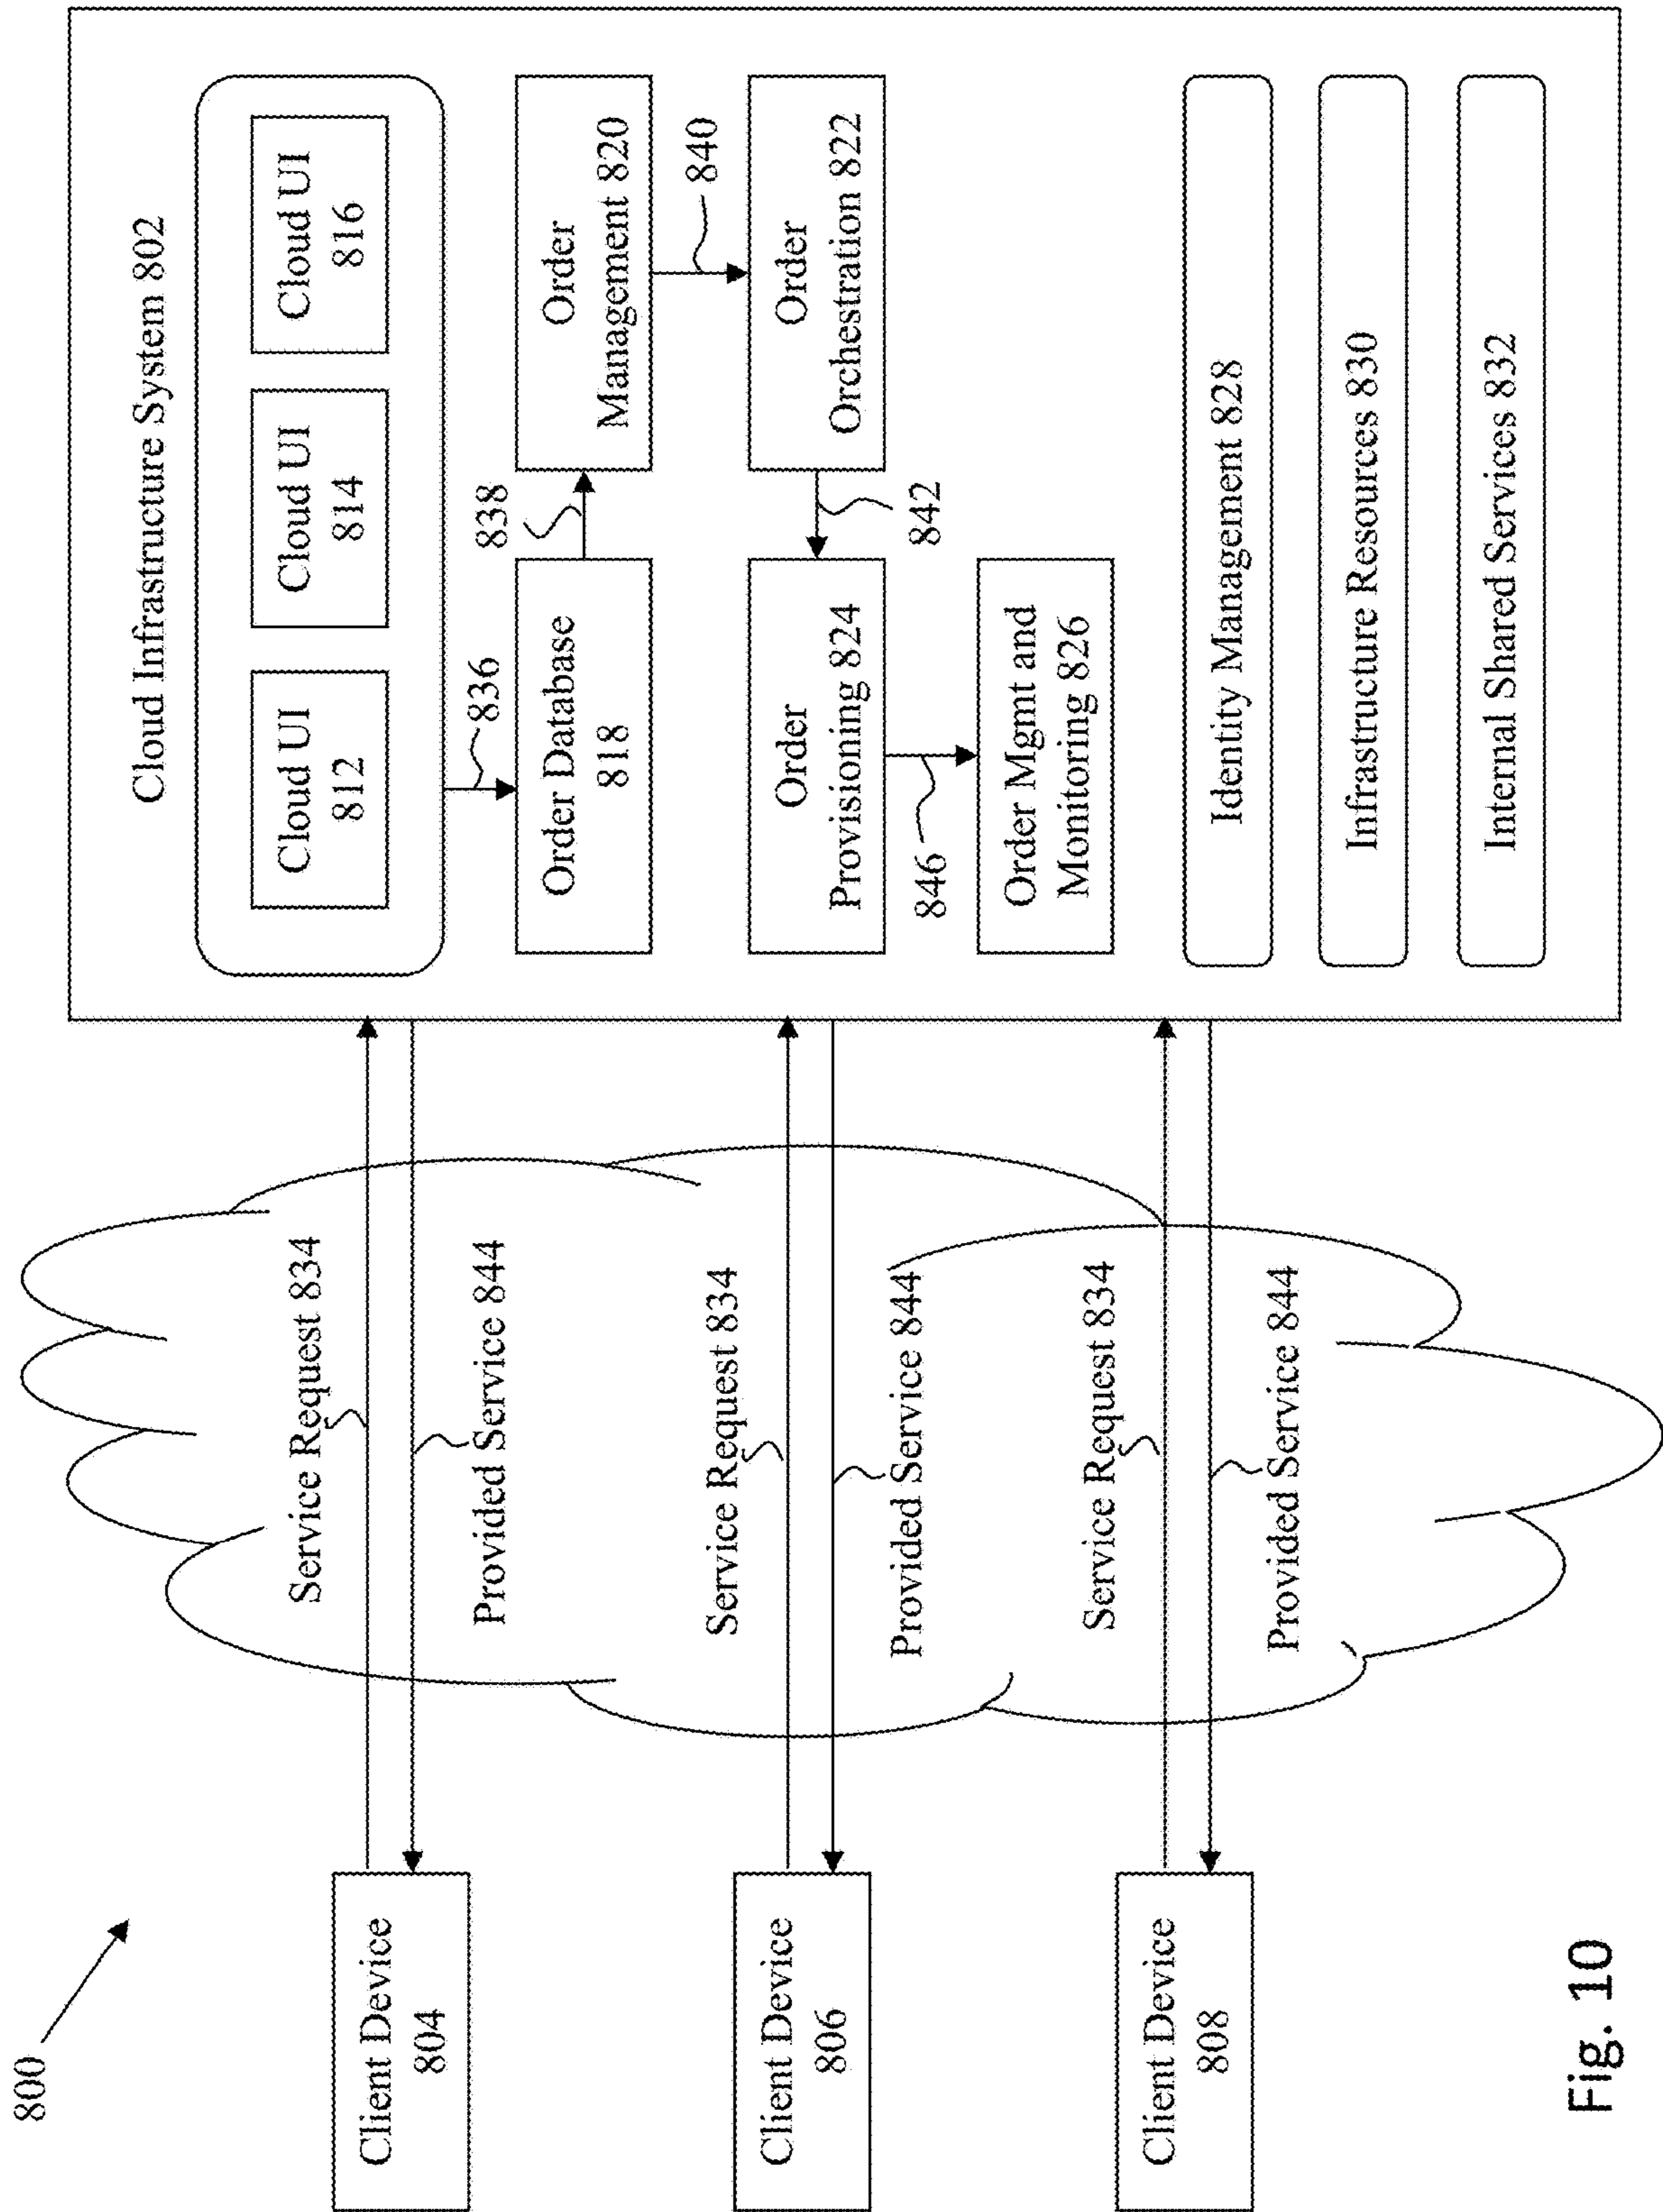 800
Client Device
804
Client Device
806
Client Device
808
Service Request 834
Provided Service 844
Service Request 834
Provided Service 844
Service Request 834
Provided Service 844
Cloud Infrastructure System 802
Cloud UI
812
Cloud UI
814
Cloud UI
816
836
Order Database
818
838
Order
Management 820
840
Order
Provisioning 824
842
Order
Orchestration 822
846
Order Mgmt and
Monitoring 826
Identity Management 828
Infrastructure Resources 830
Internal Shared Services 832
Fig. 10